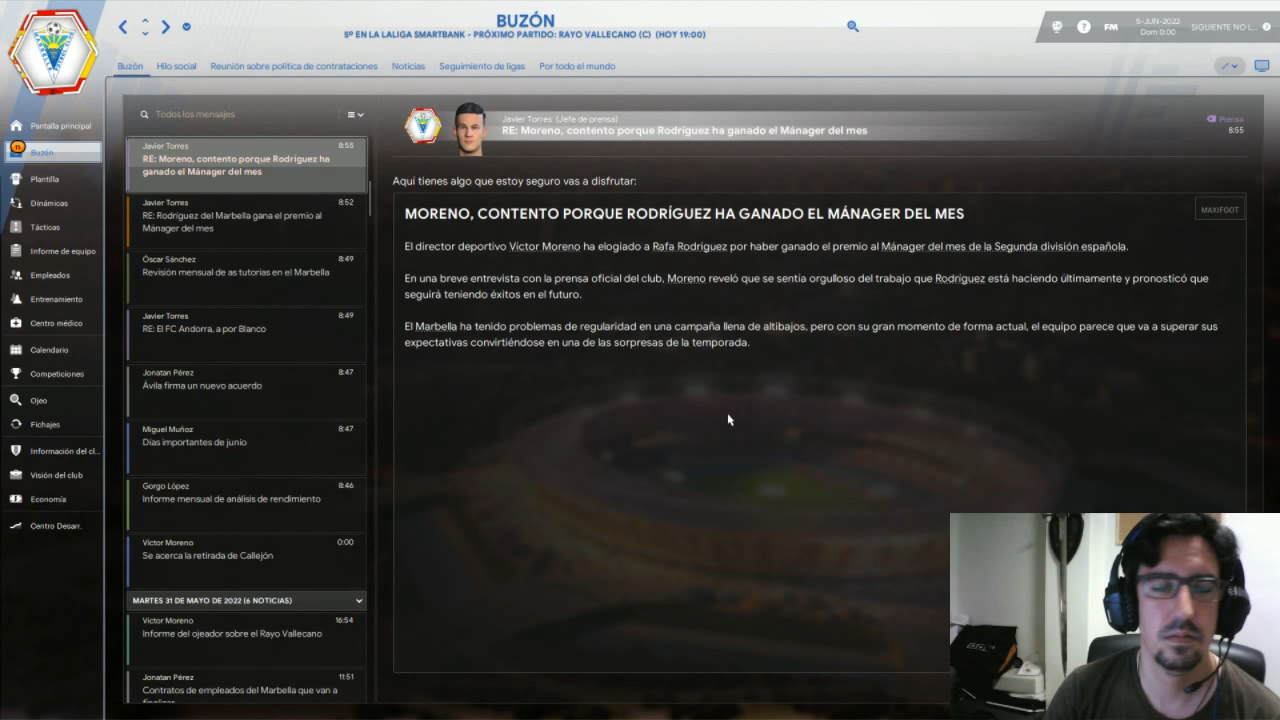 BUZÓN
5º EN LA LALIGA SMARTBANK - PRÓXIMO PARTIDO: RAYO VALLECANO (C) (HOY 19:00)
FM
5-JUN-2022
Dom 0:00
SIGUIENTE NO L...
Buzón
Hilo social
Reunión sobre política de contrataciones
Noticias
Seguimiento de ligas
Por todo el mundo
Pantalla principal
11
Buzón
Plantilla
Dinámicas
Tácticas
Informe de equipo
Empleados
Entrenamiento
Centro médico
Calendario
Competiciones
Ojeo
Fichajes
Información del cl...
Visión del club
Economía
Centro Desarr.
Todos los mensajes
Javier Torres 8:55
RE: Moreno, contento porque Rodríguez ha
ganado el Mánager del mes
Javier Torres 8:52
RE: Rodríguez del Marbella gana el premio al
Mánager del mes
Óscar Sánchez 8:49
Revisión mensual de as tutorías en el Marbella
Javier Torres 8:49
RE: El FC Andorra, a por Blanco
Jonatan Pérez 8:47
Ávila firma un nuevo acuerdo
Miguel Muñoz 8:47
Días importantes de junio
Gorgo López 8:46
Informe mensual de análisis de rendimiento
Víctor Moreno 0:00
Se acerca la retirada de Callejón
MARTES 31 DE MAYO DE 2022 (6 NOTICIAS)
Víctor Moreno 16:54
Informe del ojeador sobre el Rayo Vallecano
Jonatan Pérez 11:51
Contratos de empleados del Marbella que van a
finalizar
Javier Torres (Jefe de prensa)
RE: Moreno, contento porque Rodríguez ha ganado el Mánager del mes
Prensa
8:55
Aquí tienes algo que estoy seguro vas a disfrutar:
MORENO, CONTENTO PORQUE RODRÍGUEZ HA GANADO EL MÁNAGER DEL MES
MAXIFOOT
El director deportivo Víctor Moreno ha elogiado a Rafa Rodríguez por haber ganado el premio al Mánager del mes de la Segunda división española.
En una breve entrevista con la prensa oficial del club, Moreno reveló que se sentía orgulloso del trabajo que Rodríguez está haciendo últimamente y pronosticó que
seguirá teniendo éxitos en el futuro.
El Marbella ha tenido problemas de regularidad en una campaña llena de altibajos, pero con su gran momento de forma actual, el equipo parece que va a superar sus
expectativas convirtiéndose en una de las sorpresas de la temporada.